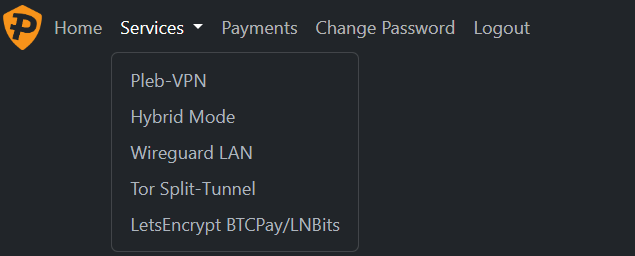 Home Services Payments Change Password Logout
Pleb-VPN
Hybrid Mode
Wireguard LAN
Tor Split-Tunnel
LetsEncrypt BTCPay/LNBits